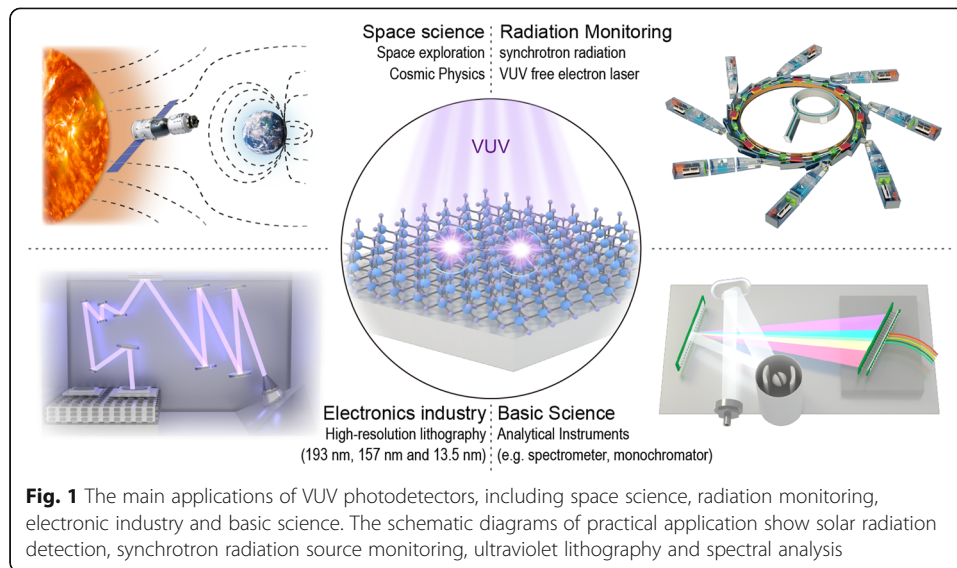 Space science
Space exploration
Cosmic Physics
Radiation Monitoring
synchrotron radiation
VUV free electron laser
VUV
Electronics industry
High-resolution lithography
(193 nm, 157 nm and 13.5 nm)
Basic Science
Analytical Instruments
(e.g. spectrometer, monochromator)
Fig. 1 The main applications of VUV photodetectors, including space science, radiation monitoring,
electronic industry and basic science. The schematic diagrams of practical application show solar radiation
detection, synchrotron radiation source monitoring, ultraviolet lithography and spectral analysis